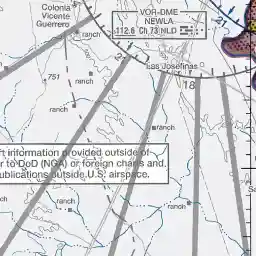 Colonia
Vicente
Guerrero
VOR-DME
NEWLA
112.6 Ch 73 NLD
21
ranch
Las Josefinas
751
ranch
18
ranch
rt information provided outside of
r to DoD (NGA) or foreign charts and
ublications outside U.S. airspace.
ranch
ranch
ranch
ranch